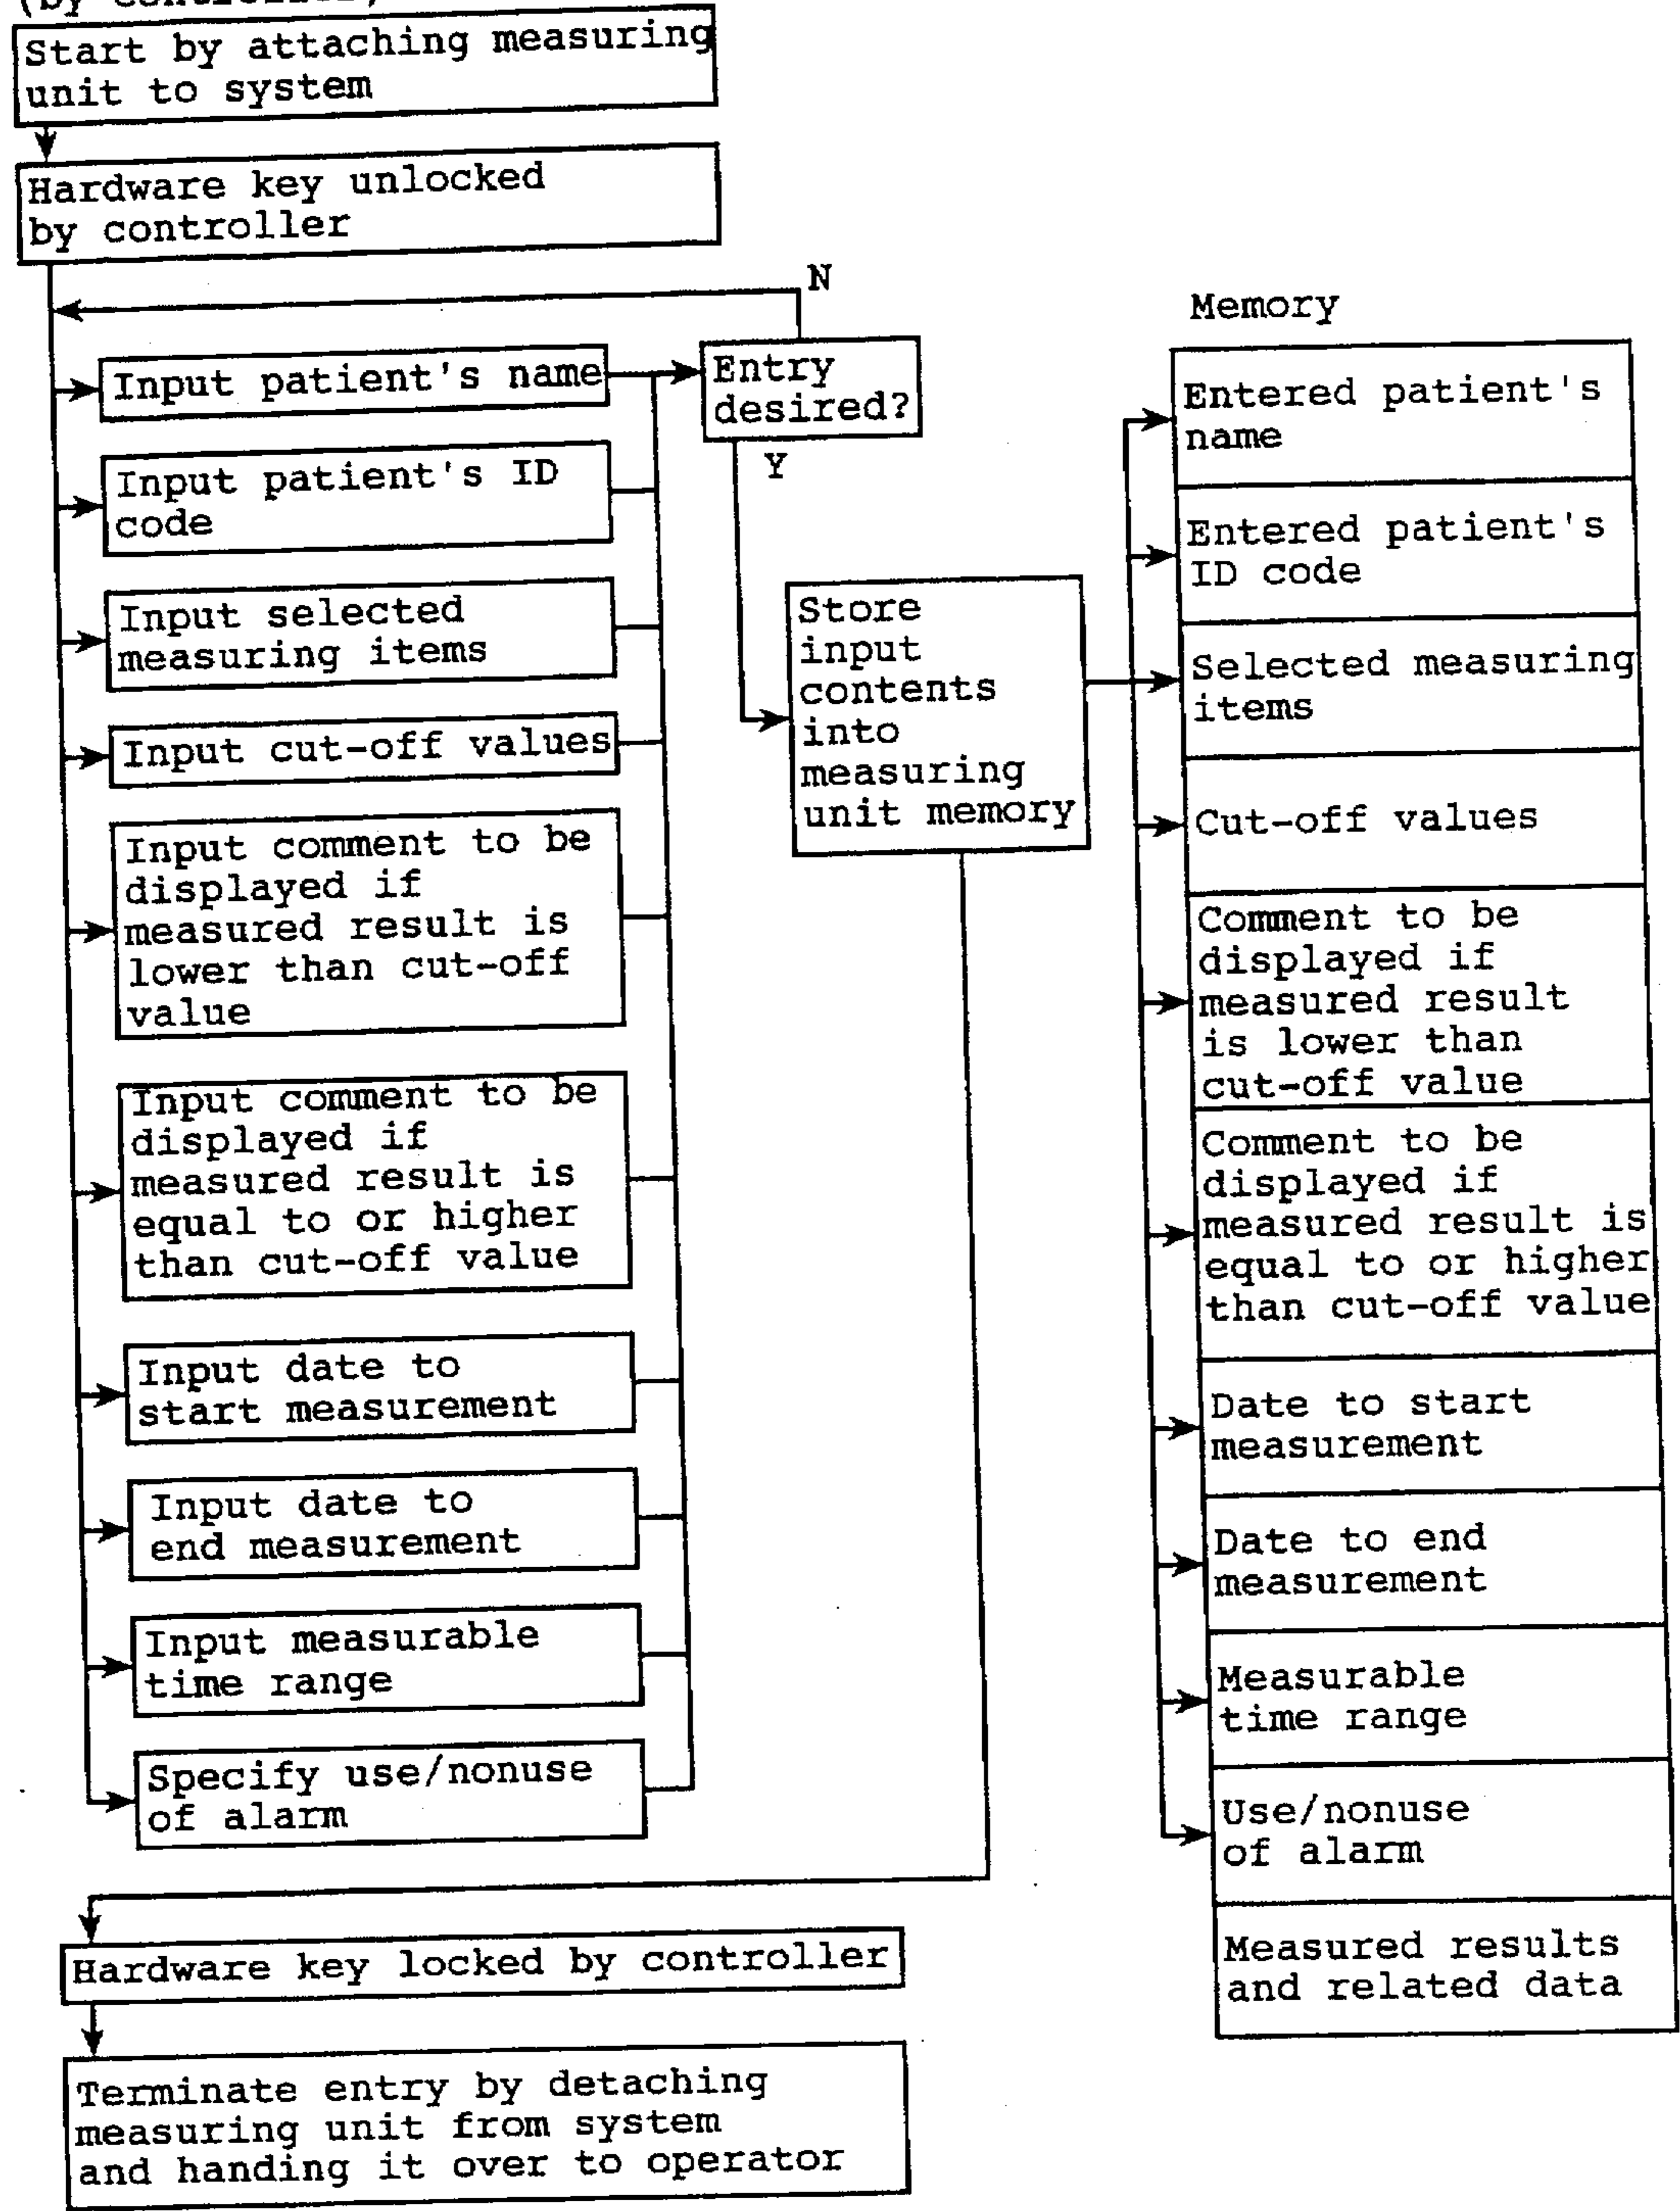 Start by attaching measuring
unit to system
Hardware key unlocked
by controller
N
Input patient's name
Entry
desired?
Y
Input patient's ID
code
Input selected
measuring items
Input cut-off values
Input comment to be
displayed if
measured result is
lower than cut-off
value
Input comment to be
displayed if
measured result is
equal to or higher
than cut-off value
Input date to
start measurement
Input date to
end measurement
Input measurable
time range
Specify use/nonuse
of alarm
Store
input
contents
into
measuring
unit memory
Memory
Entered patient's
name
Entered patient's
ID code
Selected measuring
items
Cut-off values
Comment to be
displayed if
measured result
is lower than
cut-off value
Comment to be
displayed if
measured result is
equal to or higher
than cut-off value
Date to start
measurement
Date to end
measurement
Measurable
time range
Use/nonuse
of alarm
Measured results
and related data
Hardware key locked by controller
Terminate entry by detaching
measuring unit from system
and handing it over to operator